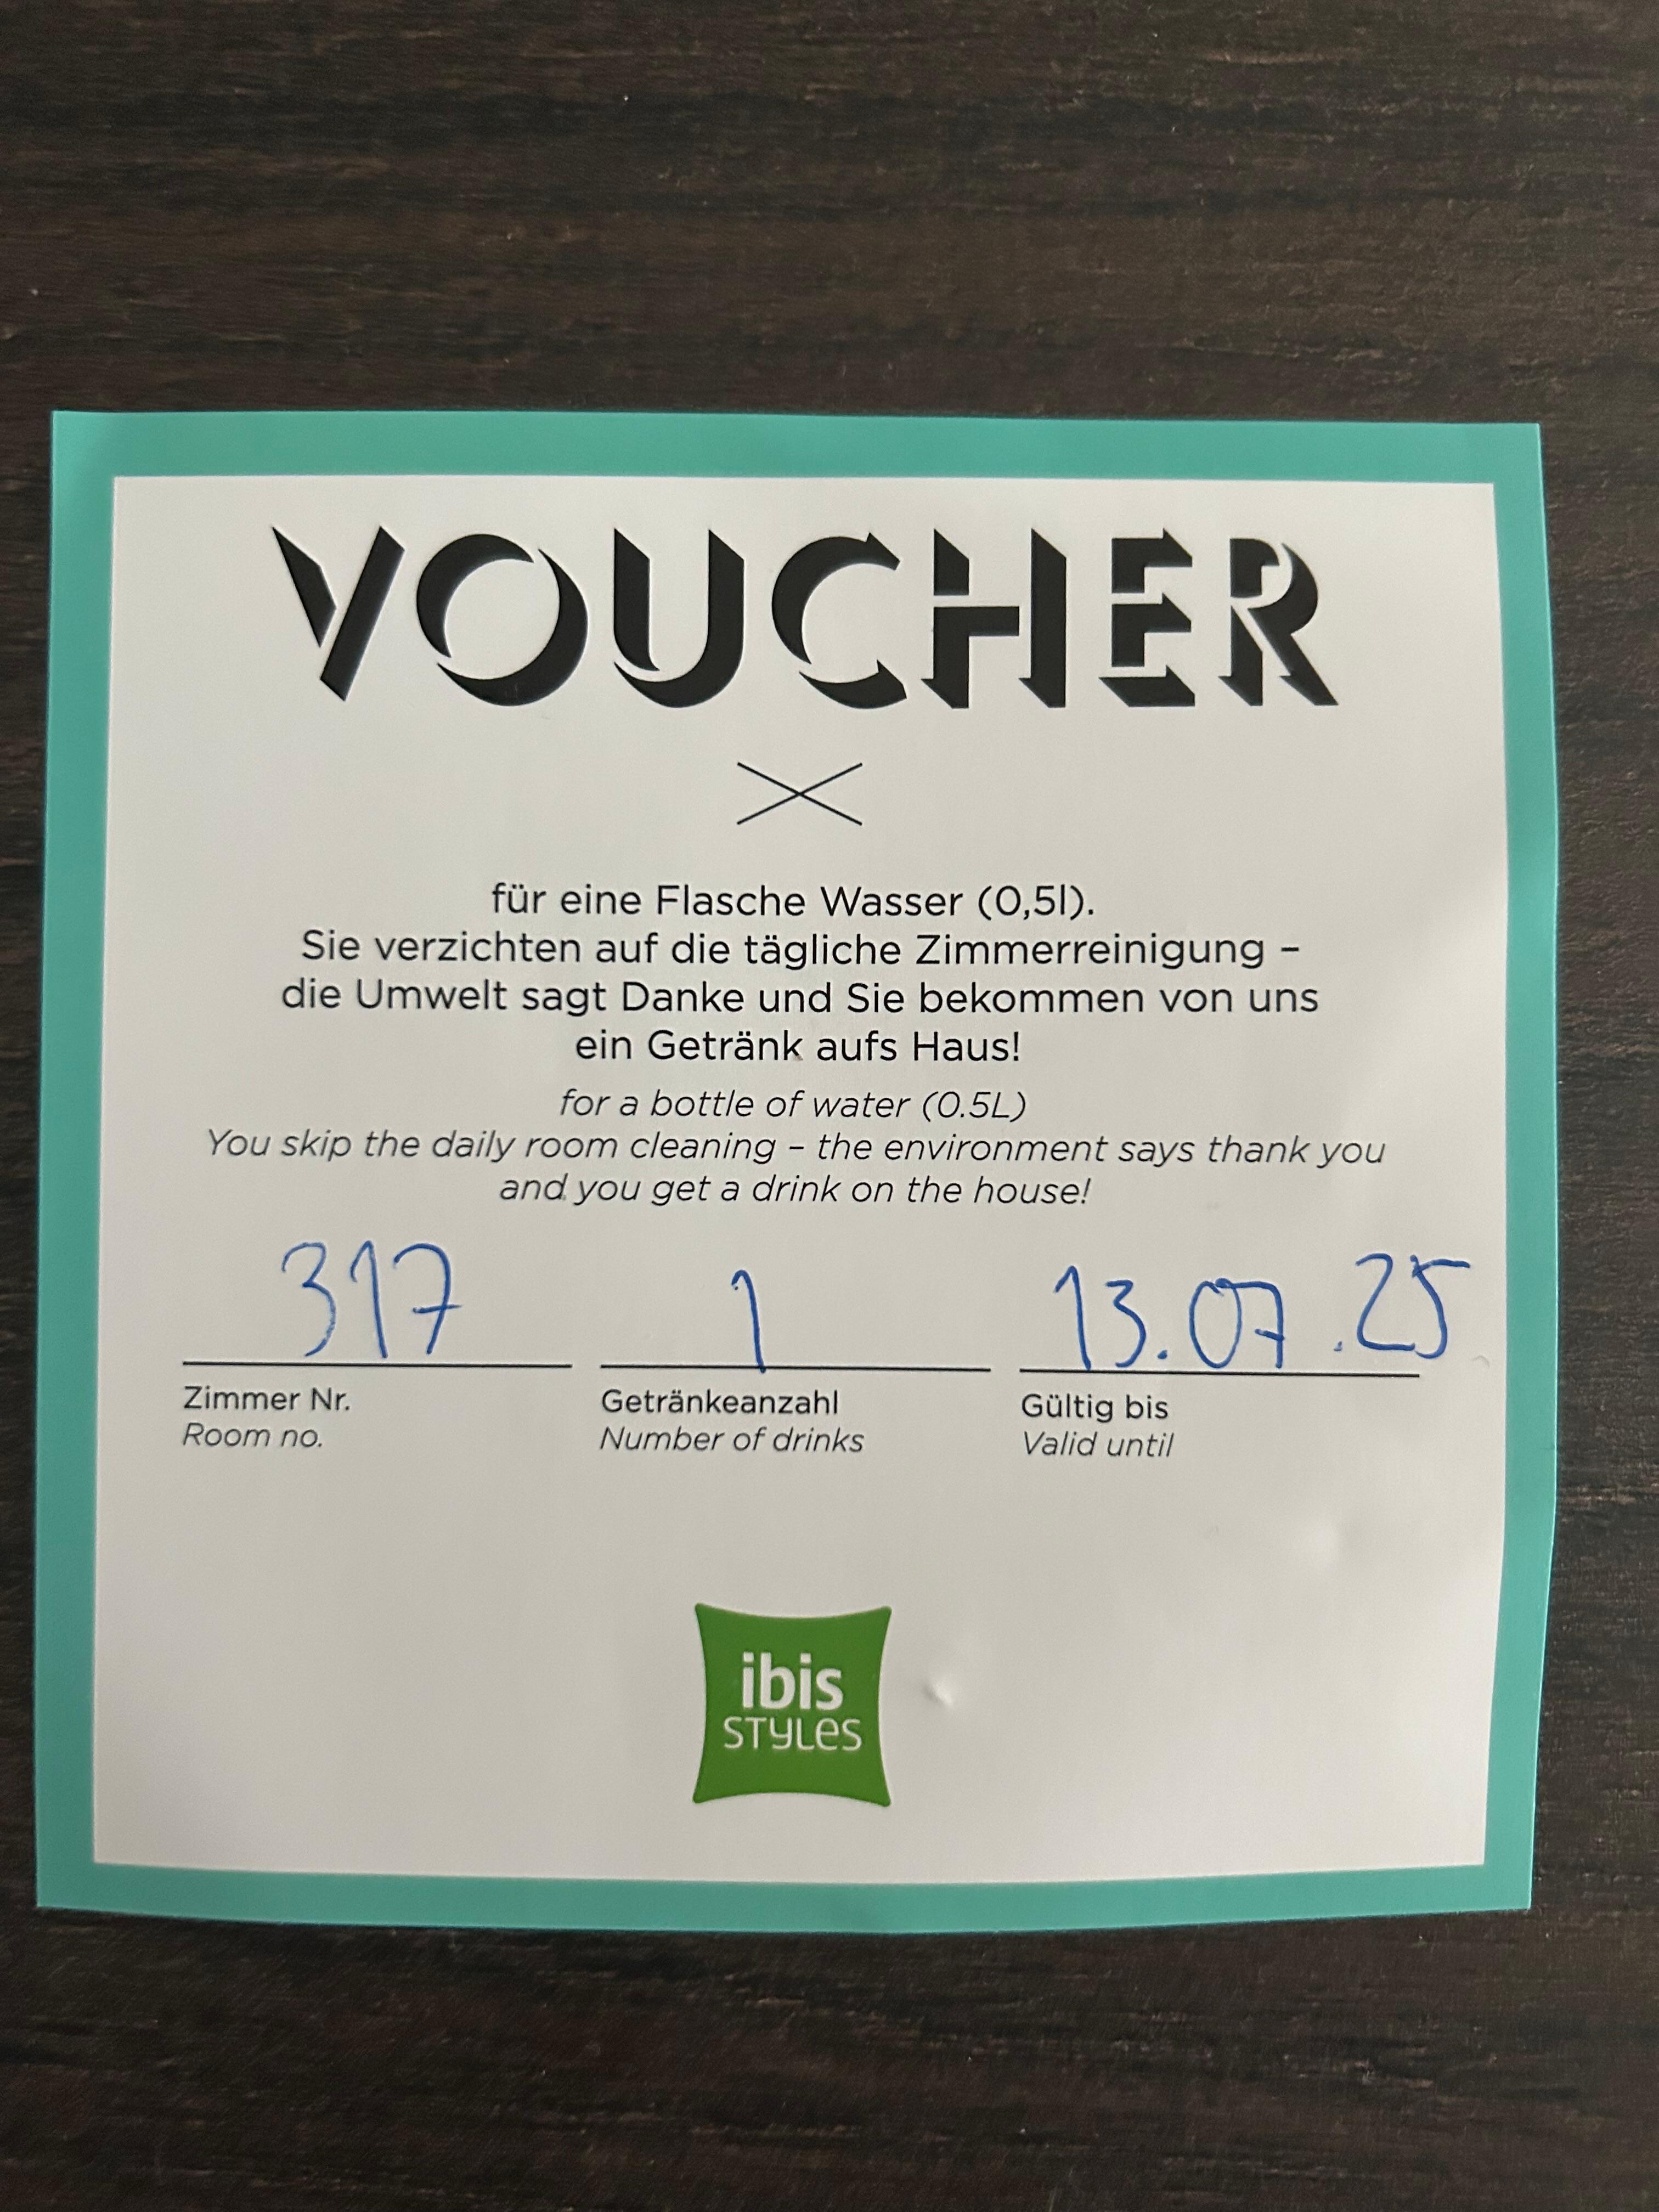 VOUCHER
für eine Flasche Wasser (0,5l).
Sie verzichten auf die tägliche Zimmerreinigung –
die Umwelt sagt Danke und Sie bekommen von uns
ein Getränk aufs Haus!
for a bottle of water (0.5L)
You skip the daily room cleaning – the environment says thank you
and you get a drink on the house!
317 1 13.07.25
Zimmer Nr. Getränkeanzahl Gültig bis
Room no. Number of drinks Valid until
ibis
STYLES